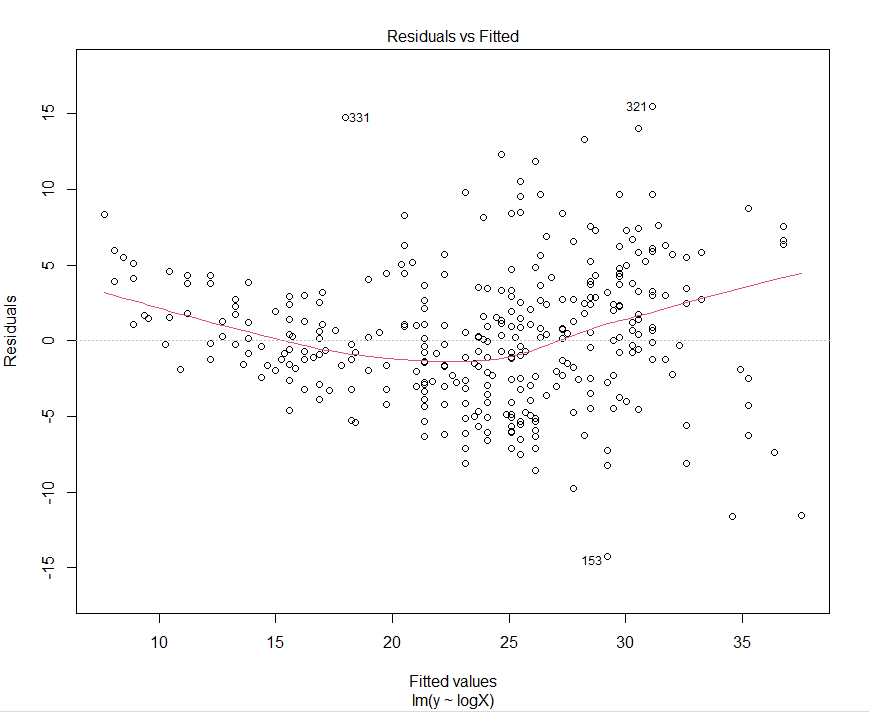 Residuals vs Fitted
Residuals
15
10
5
0
-5
-10
-15
331
321
153
10 15 20 25 30 35
Fitted values
lm(y ~ logX)